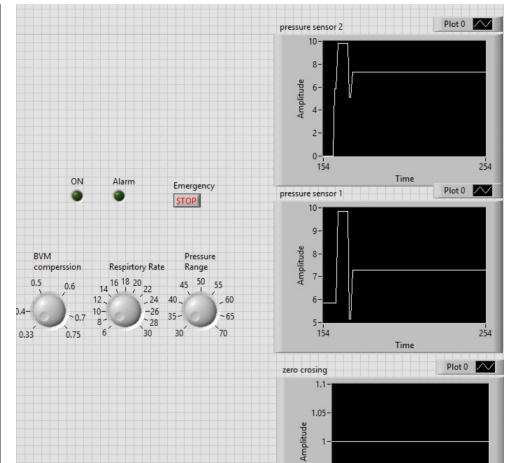 pressure sensor 2
Plot 0
10
8
6
4
2
0
Amplitude
154
254
Time
ON
Alarm
Emergency
STOP
pressure sensor 1
Plot 0
10
9
8
7
6
5
Amplitude
154
254
Time
BVM
comperssion
0.33
0.4
0.5
0.6
0.7
0.75
Respirtory Rate
6
8
10
12
14
16
18
20
22
24
26
28
30
Pressure
Range
30
35
40
45
50
55
60
65
70
zero crosing
Plot 0
1.1
1.05
1
Amplitude